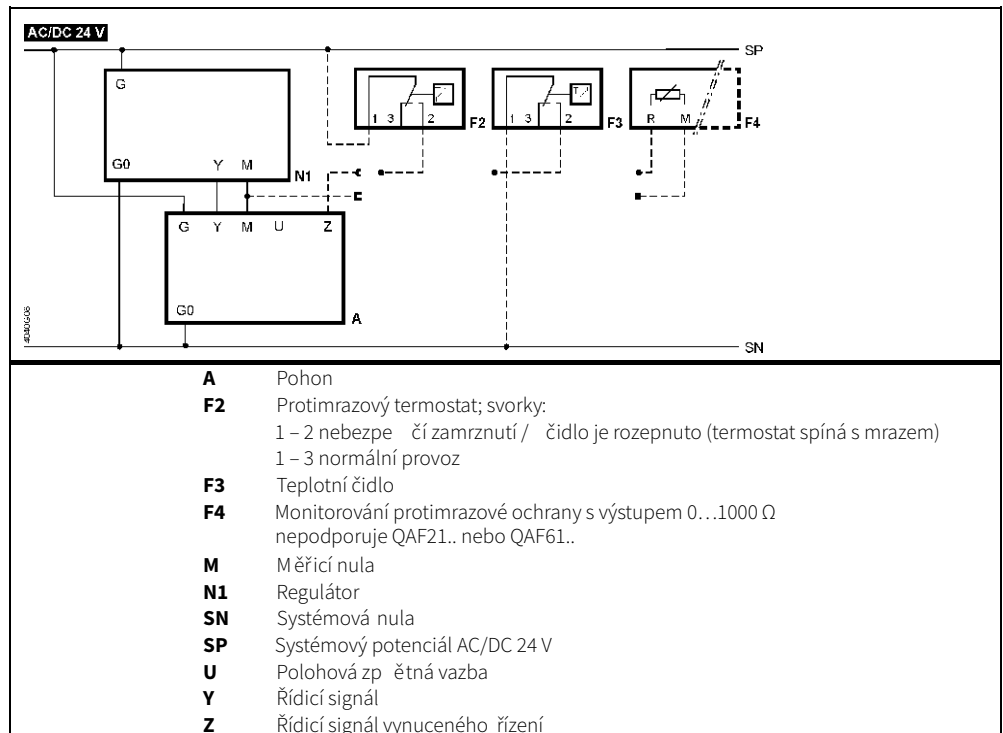 AC/DC 24 V
SP
G
1 3 2 F2
1 3 2 F3
T
R M F4
G0 Y M N1
G Y M U Z
G0 A
4040G06
SN
A Pohon
F2 Protimrazový termostat; svorky:
1 – 2 nebezpe čí zamrznutí / čidlo je rozepnuto (termostat spíná s mrazem)
1 – 3 normální provoz
F3 Teplotní čidlo
F4 Monitorování protimrazové ochrany s výstupem 0…1000 Ω
nepodporuje QAF21.. nebo QAF61..
M M ěřicí nula
N1 Regulátor
SN Systémová nula
SP Systémový potenciál AC/DC 24 V
U Polohová zp ětná vazba
Y Řídicí signál
Z Řídicí signál vynuceného řízení